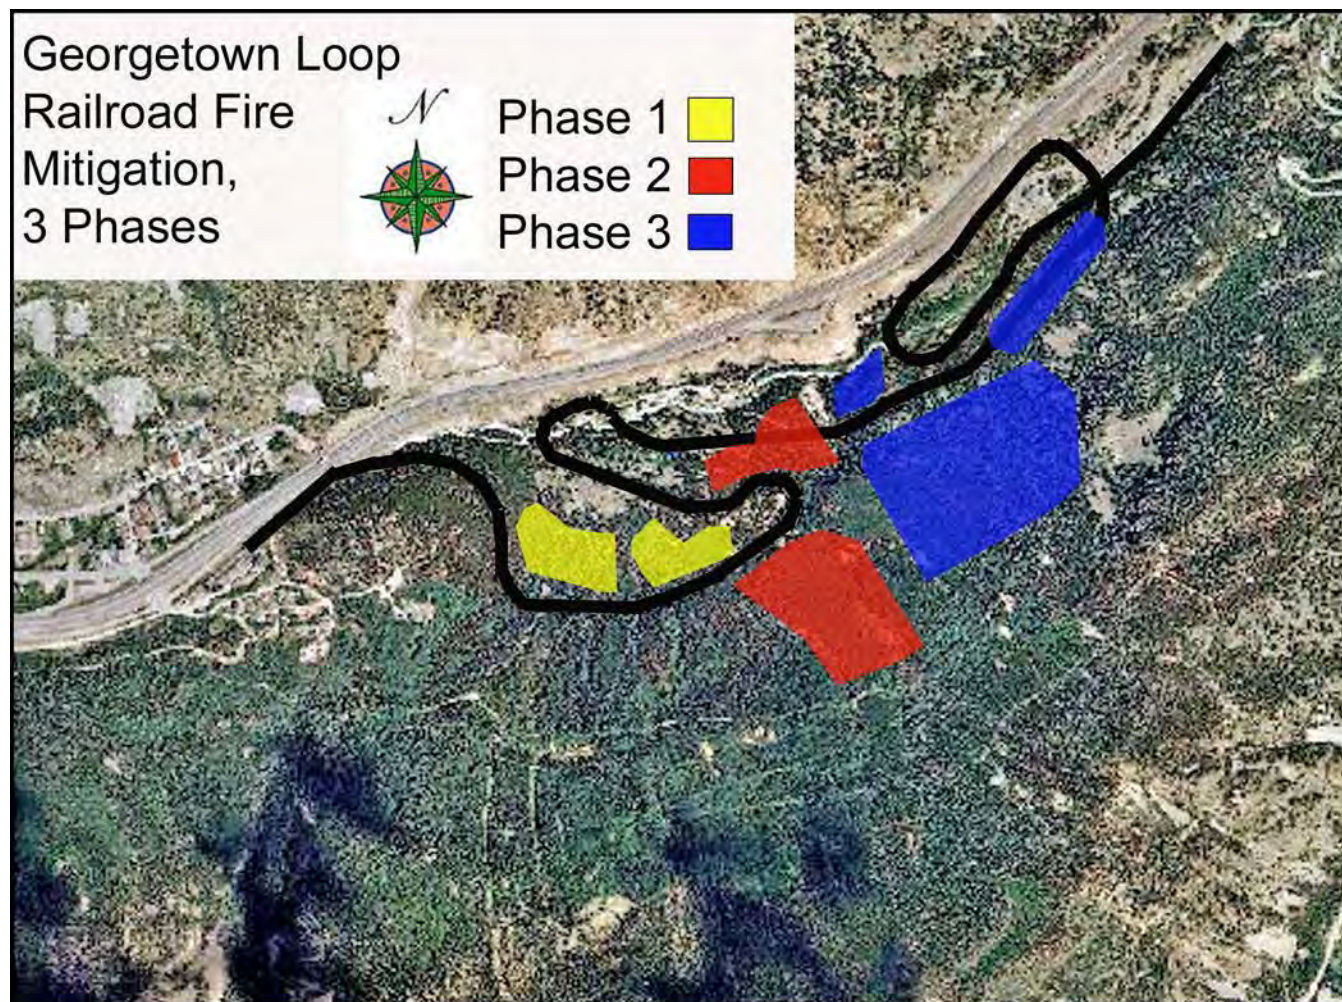 Georgetown Loop
Railroad Fire
Mitigation,
3 Phases
N
Phase 1
Phase 2
Phase 3